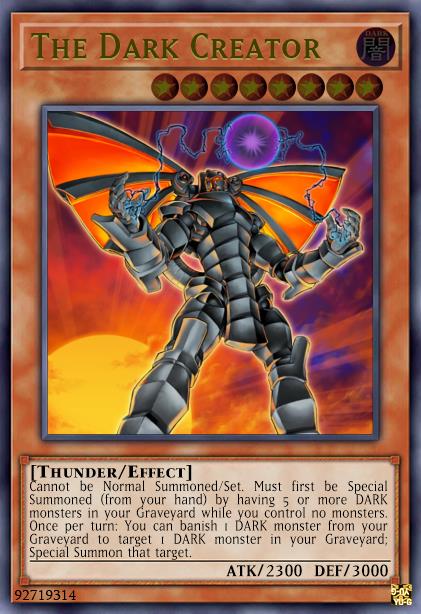 The Dark Creator
DARK
闇
[Thunder/Effect]
Cannot be Normal Summoned/Set. Must first be Special
Summoned (from your hand) by having 5 or more DARK
monsters in your Graveyard while you control no monsters.
Once per turn: You can banish 1 DARK monster from your
Graveyard to target 1 DARK monster in your Graveyard;
Special Summon that target.
ATK/2300 DEF/3000
92719314